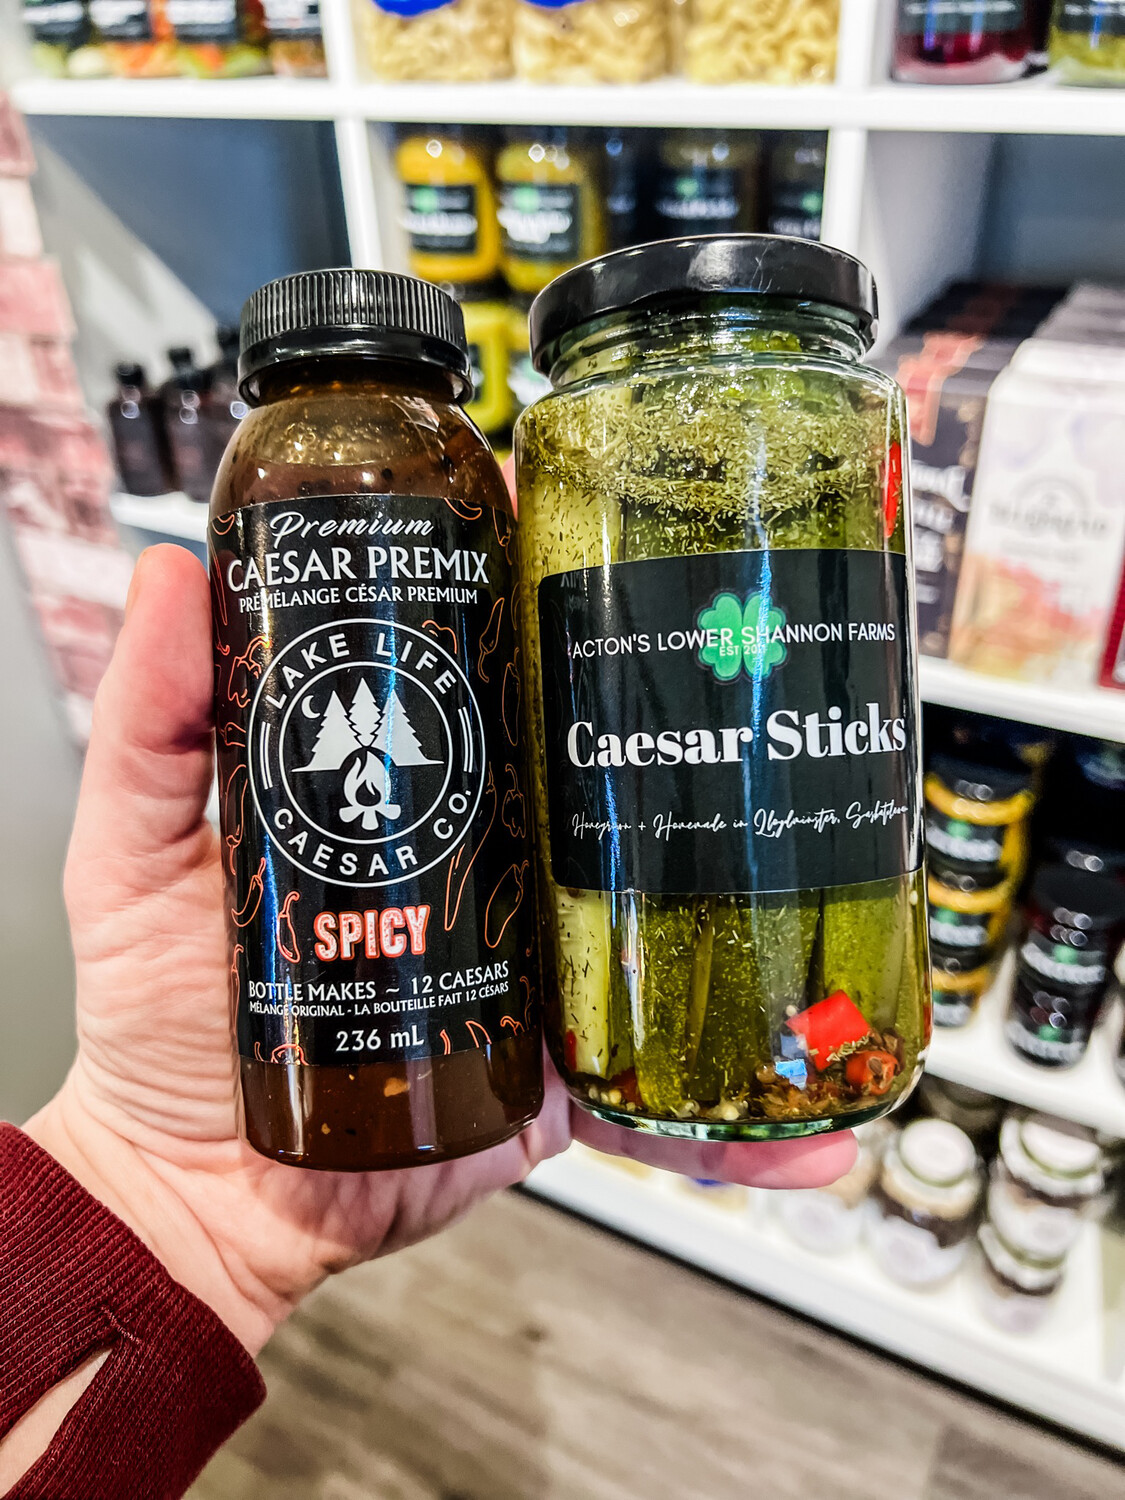 Premium
CAESAR PREMIX
PRÉMÉLANGE CÉSAR PREMIUM
LAKE LIFE
CAESAR CO.
SPICY
BOTTLE MAKES ~ 12 CAESARS
MÉLANGE ORIGINAL - LA BOUTEILLE FAIT 12 CÉSARS
236 mL
ACTON'S LOWER SHANNON FARMS
EST
Caesar Sticks
Homegrown + Homemade in Lloydminster, Saskatchewan